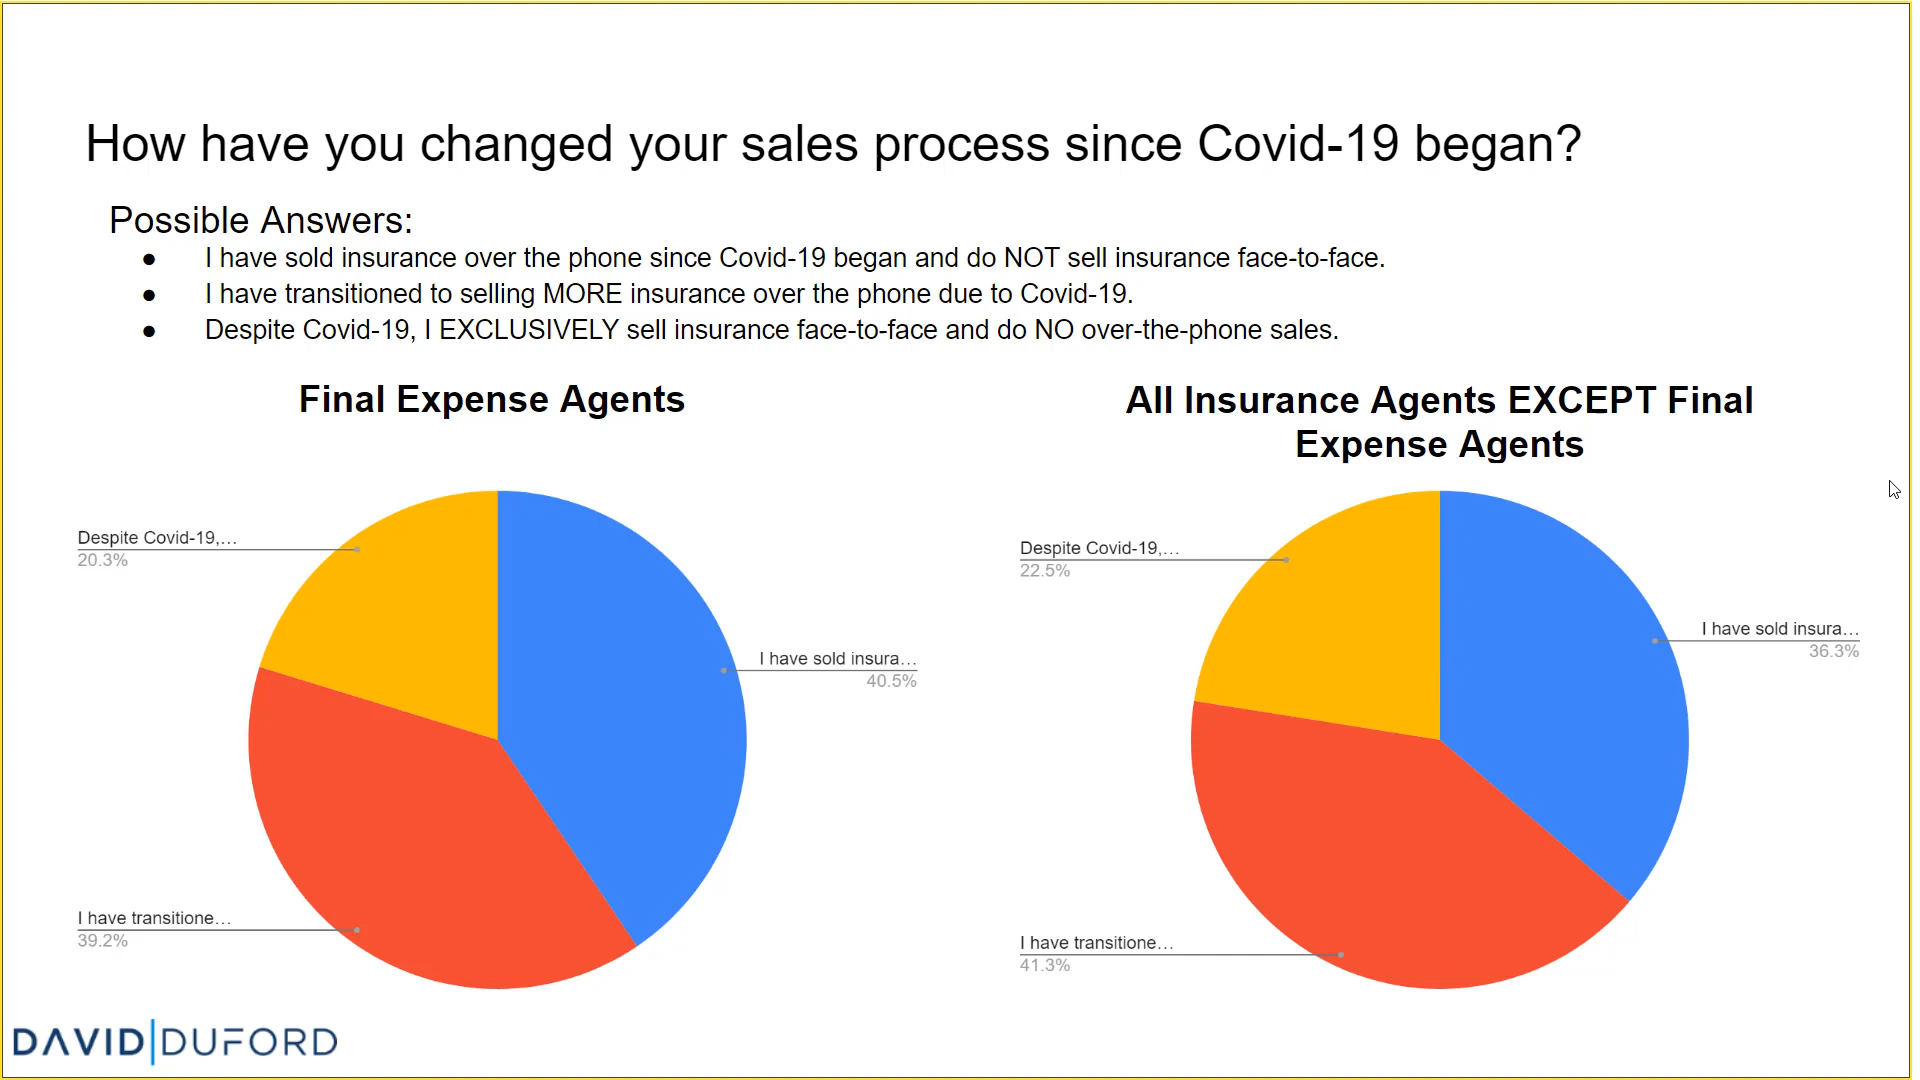 How have you changed your sales process since Covid-19 began?
Possible Answers:
● I have sold insurance over the phone since Covid-19 began and do NOT sell insurance face-to-face.
● I have transitioned to selling MORE insurance over the phone due to Covid-19.
● Despite Covid-19, I EXCLUSIVELY sell insurance face-to-face and do NO over-the-phone sales.
Final Expense Agents
Despite Covid-19,…
20.3%
I have sold insura…
40.5%
I have transitione…
39.2%
All Insurance Agents EXCEPT Final
Expense Agents
Despite Covid-19,…
22.5%
I have sold insura…
36.3%
I have transitione…
41.3%
DAVID|DUFORD